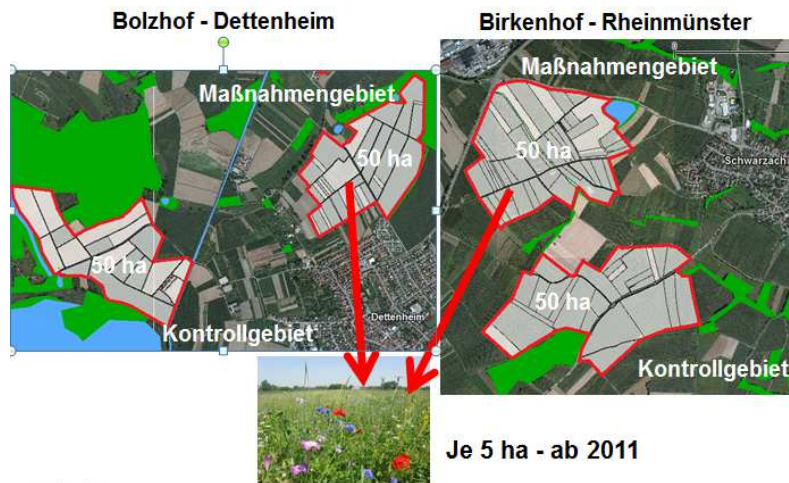 Bolzhof - Dettenheim
Birkenhof - Rheinmünster
Maßnahmengebiet
50 ha
50 ha
Kontrollgebiet
Dettenheim
Maßnahmengebiet
50 ha
Schwarzach
50 ha
Kontrollgebiet
Je 5 ha - ab 2011